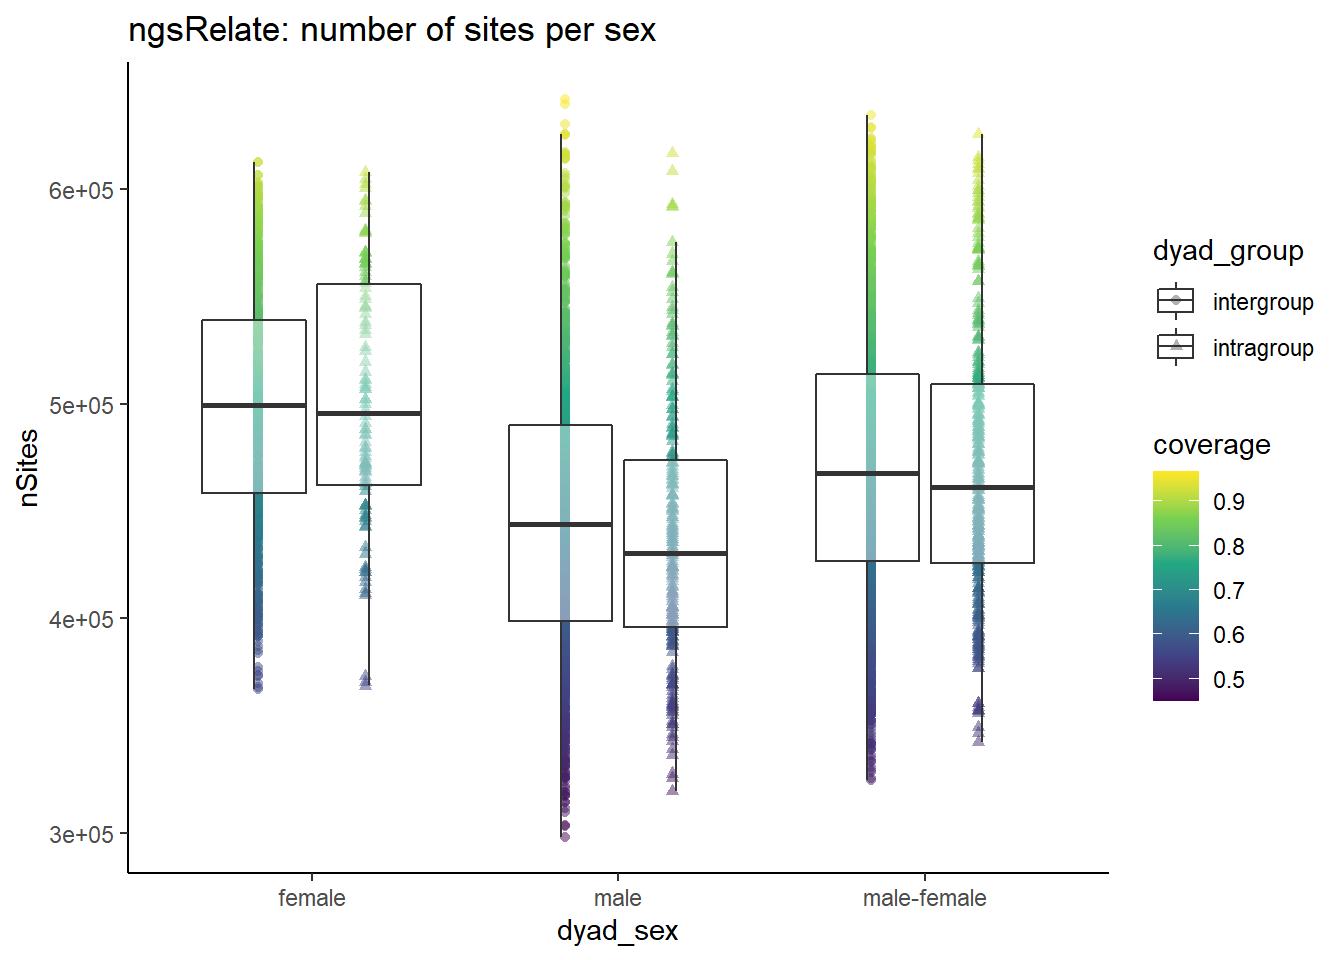 ngsRelate: number of sites per sex
nSites
6e+05
5e+05
4e+05
3e+05
female
male
male-female
dyad_sex
dyad_group
intergroup
intragroup
coverage
0.9
0.8
0.7
0.6
0.5